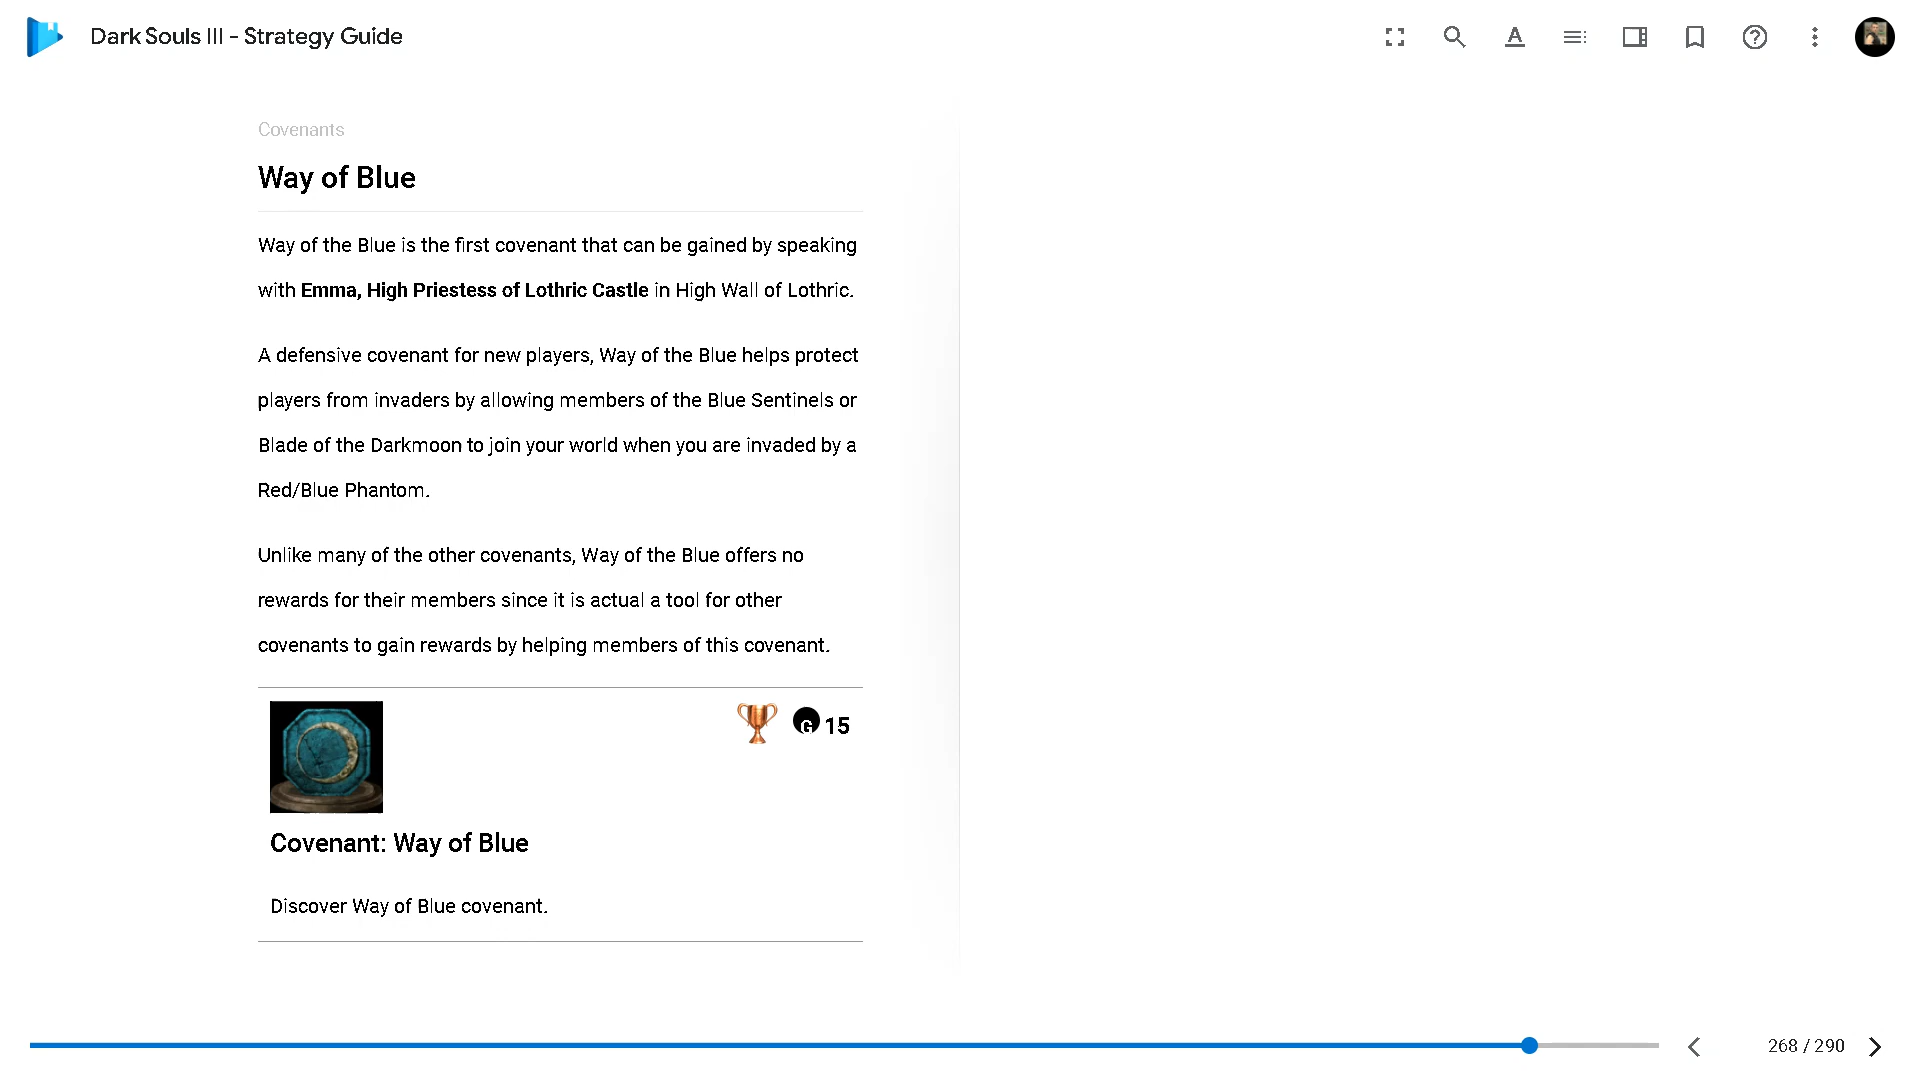 Dark Souls III - Strategy Guide
Covenants
Way of Blue
Way of the Blue is the first covenant that can be gained by speaking
with Emma, High Priestess of Lothric Castle in High Wall of Lothric.
A defensive covenant for new players, Way of the Blue helps protect
players from invaders by allowing members of the Blue Sentinels or
Blade of the Darkmoon to join your world when you are invaded by a
Red/Blue Phantom.
Unlike many of the other covenants, Way of the Blue offers no
rewards for their members since it is actual a tool for other
covenants to gain rewards by helping members of this covenant.
G 15
Covenant: Way of Blue
Discover Way of Blue covenant.
268 / 290